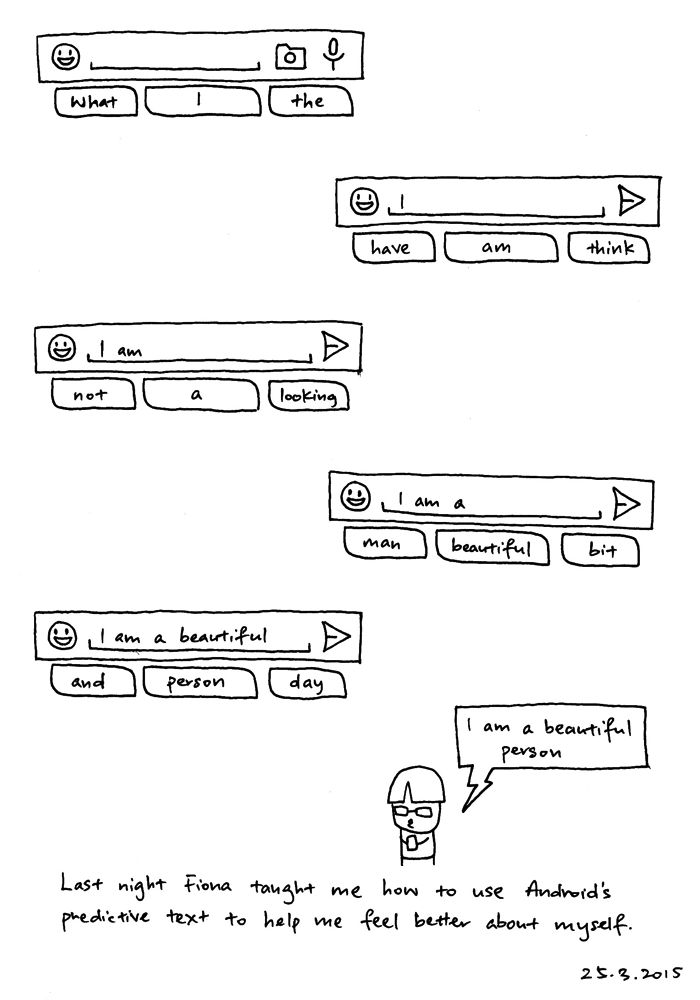 What I the
I
have am think
I am
not a looking
I am a
man beautiful bit
I am a beautiful
and person day
I am a beautiful
person
Last night Fiona taught me how to use Android's
predictive text to help me feel better about myself.
25.3.2015